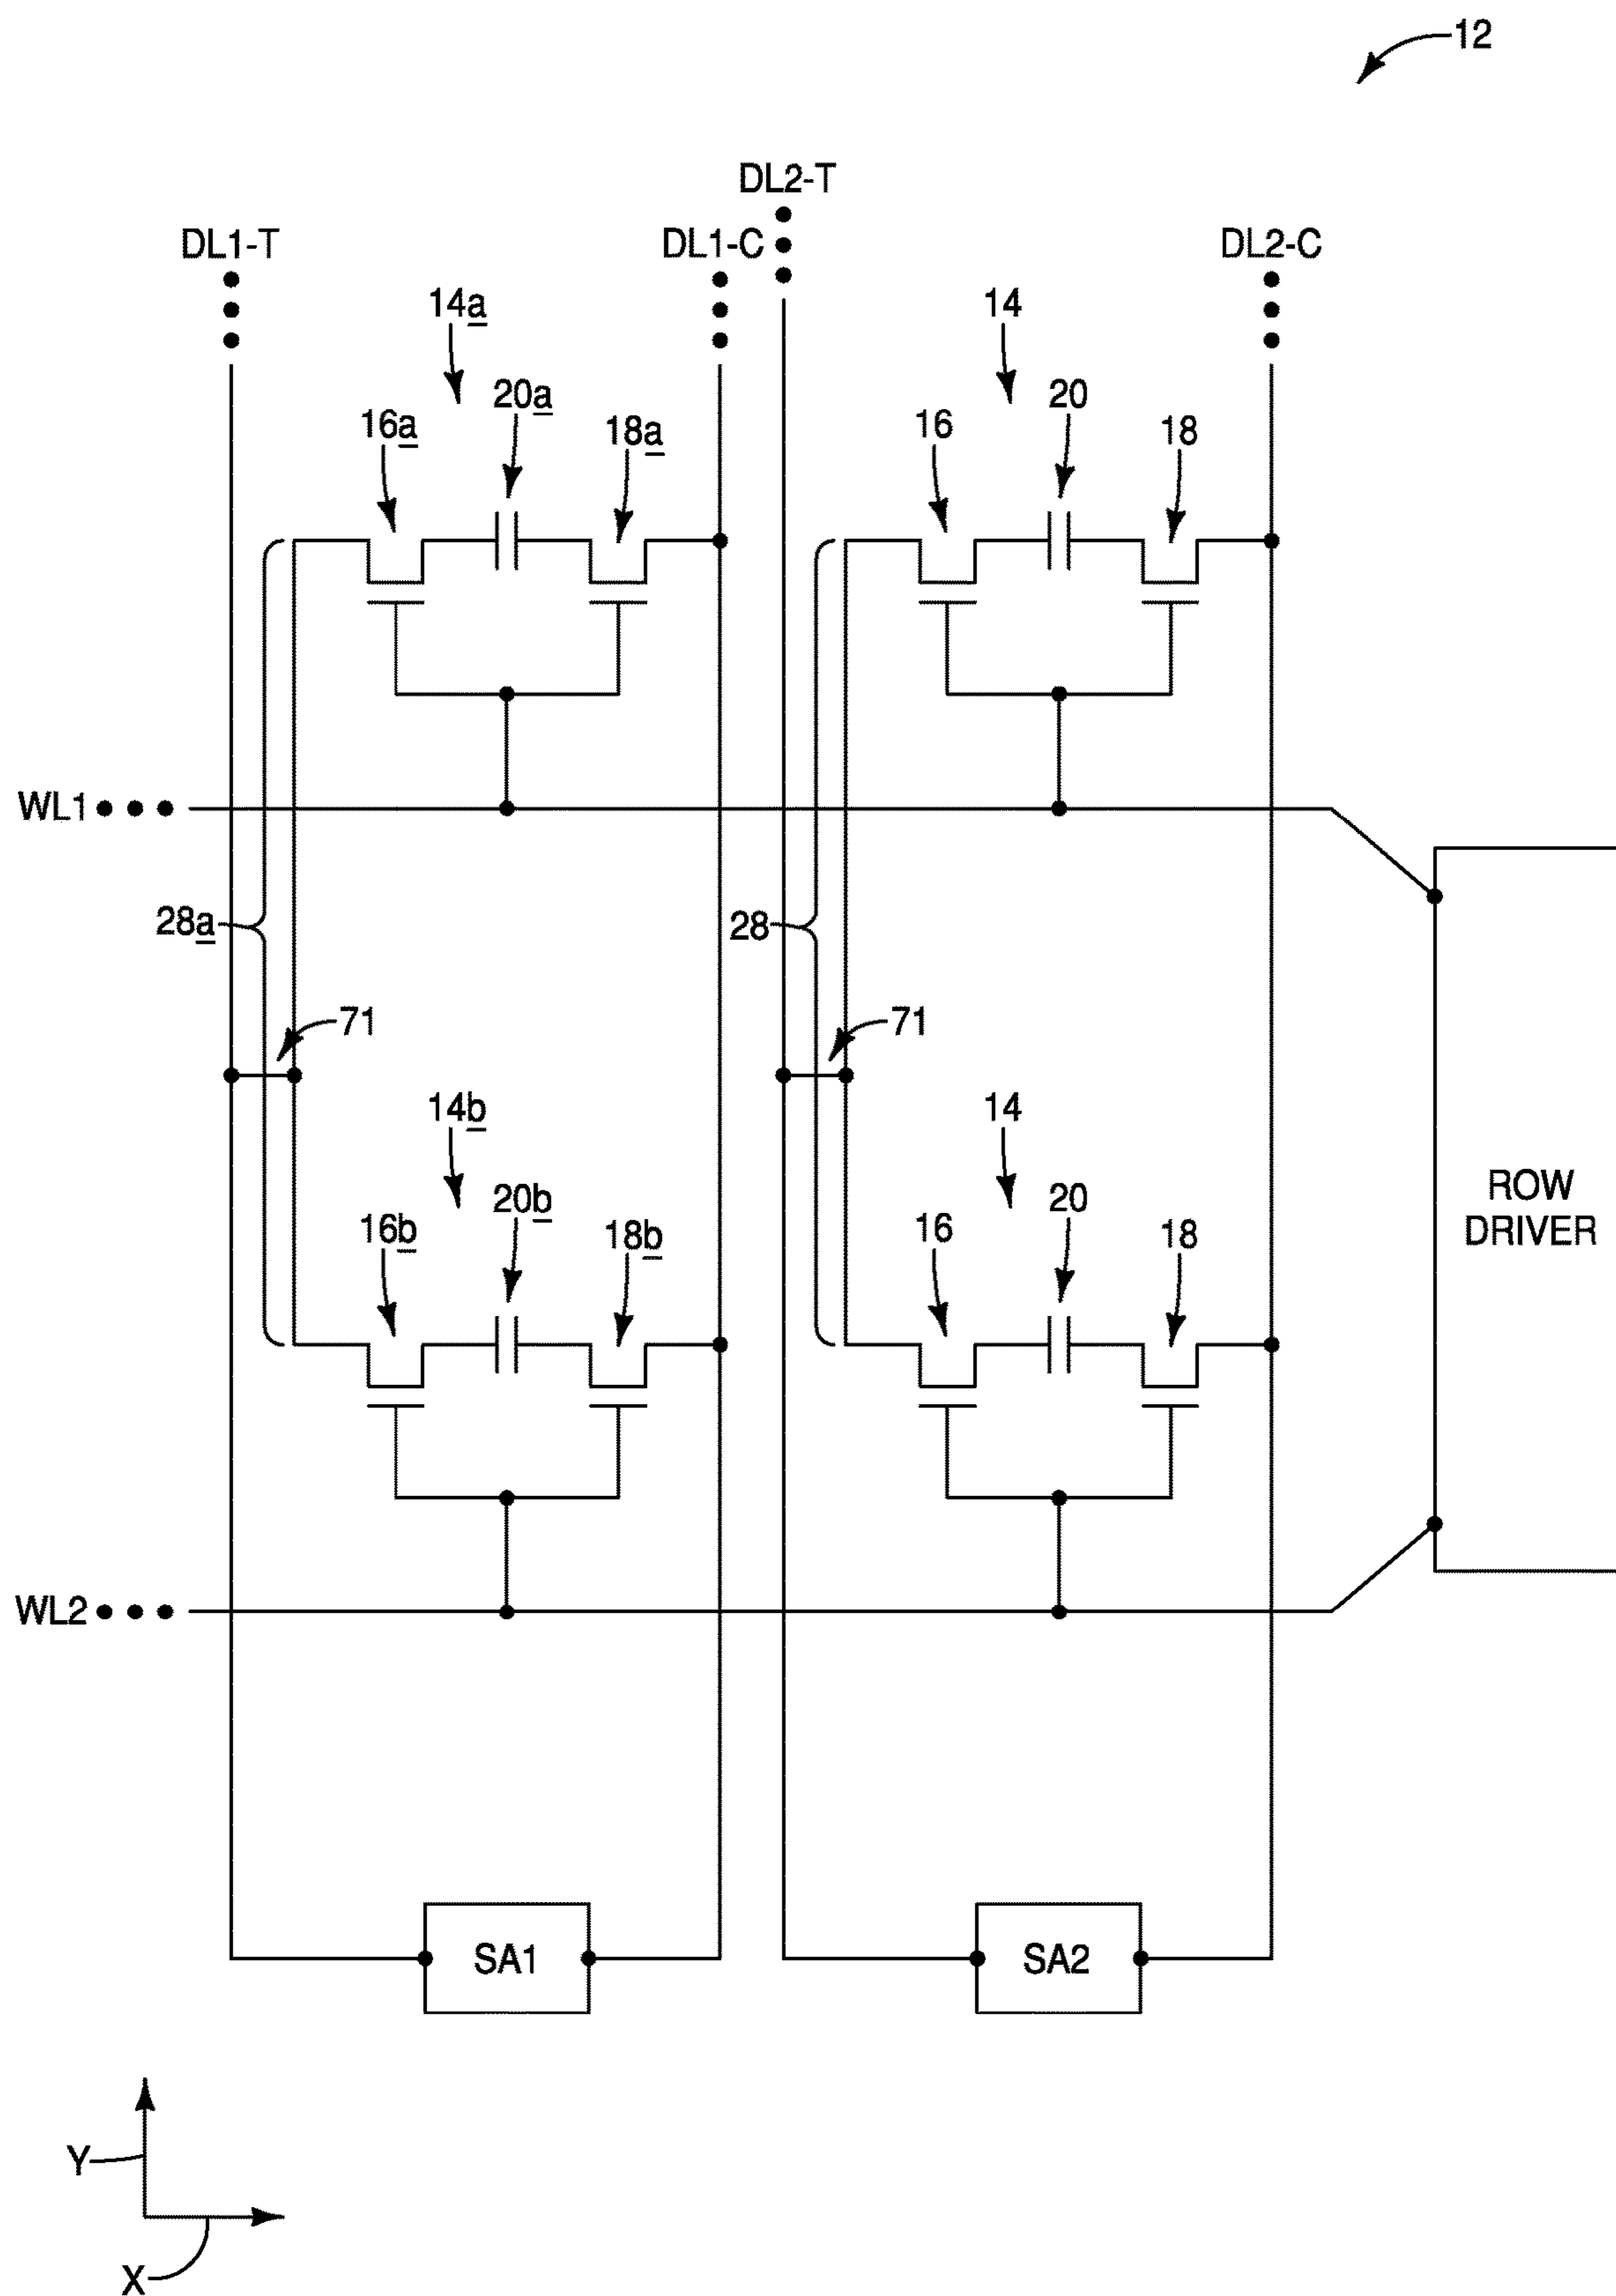 12
DL2-T
DL1-T
DL1-C
DL2-C
14a
14
20a
20
16a
18a
16
18
WL1
28a
28
71
71
14b
14
20b
20
16b
18b
16
18
ROW
DRIVER
WL2
SA1
SA2
Y
X